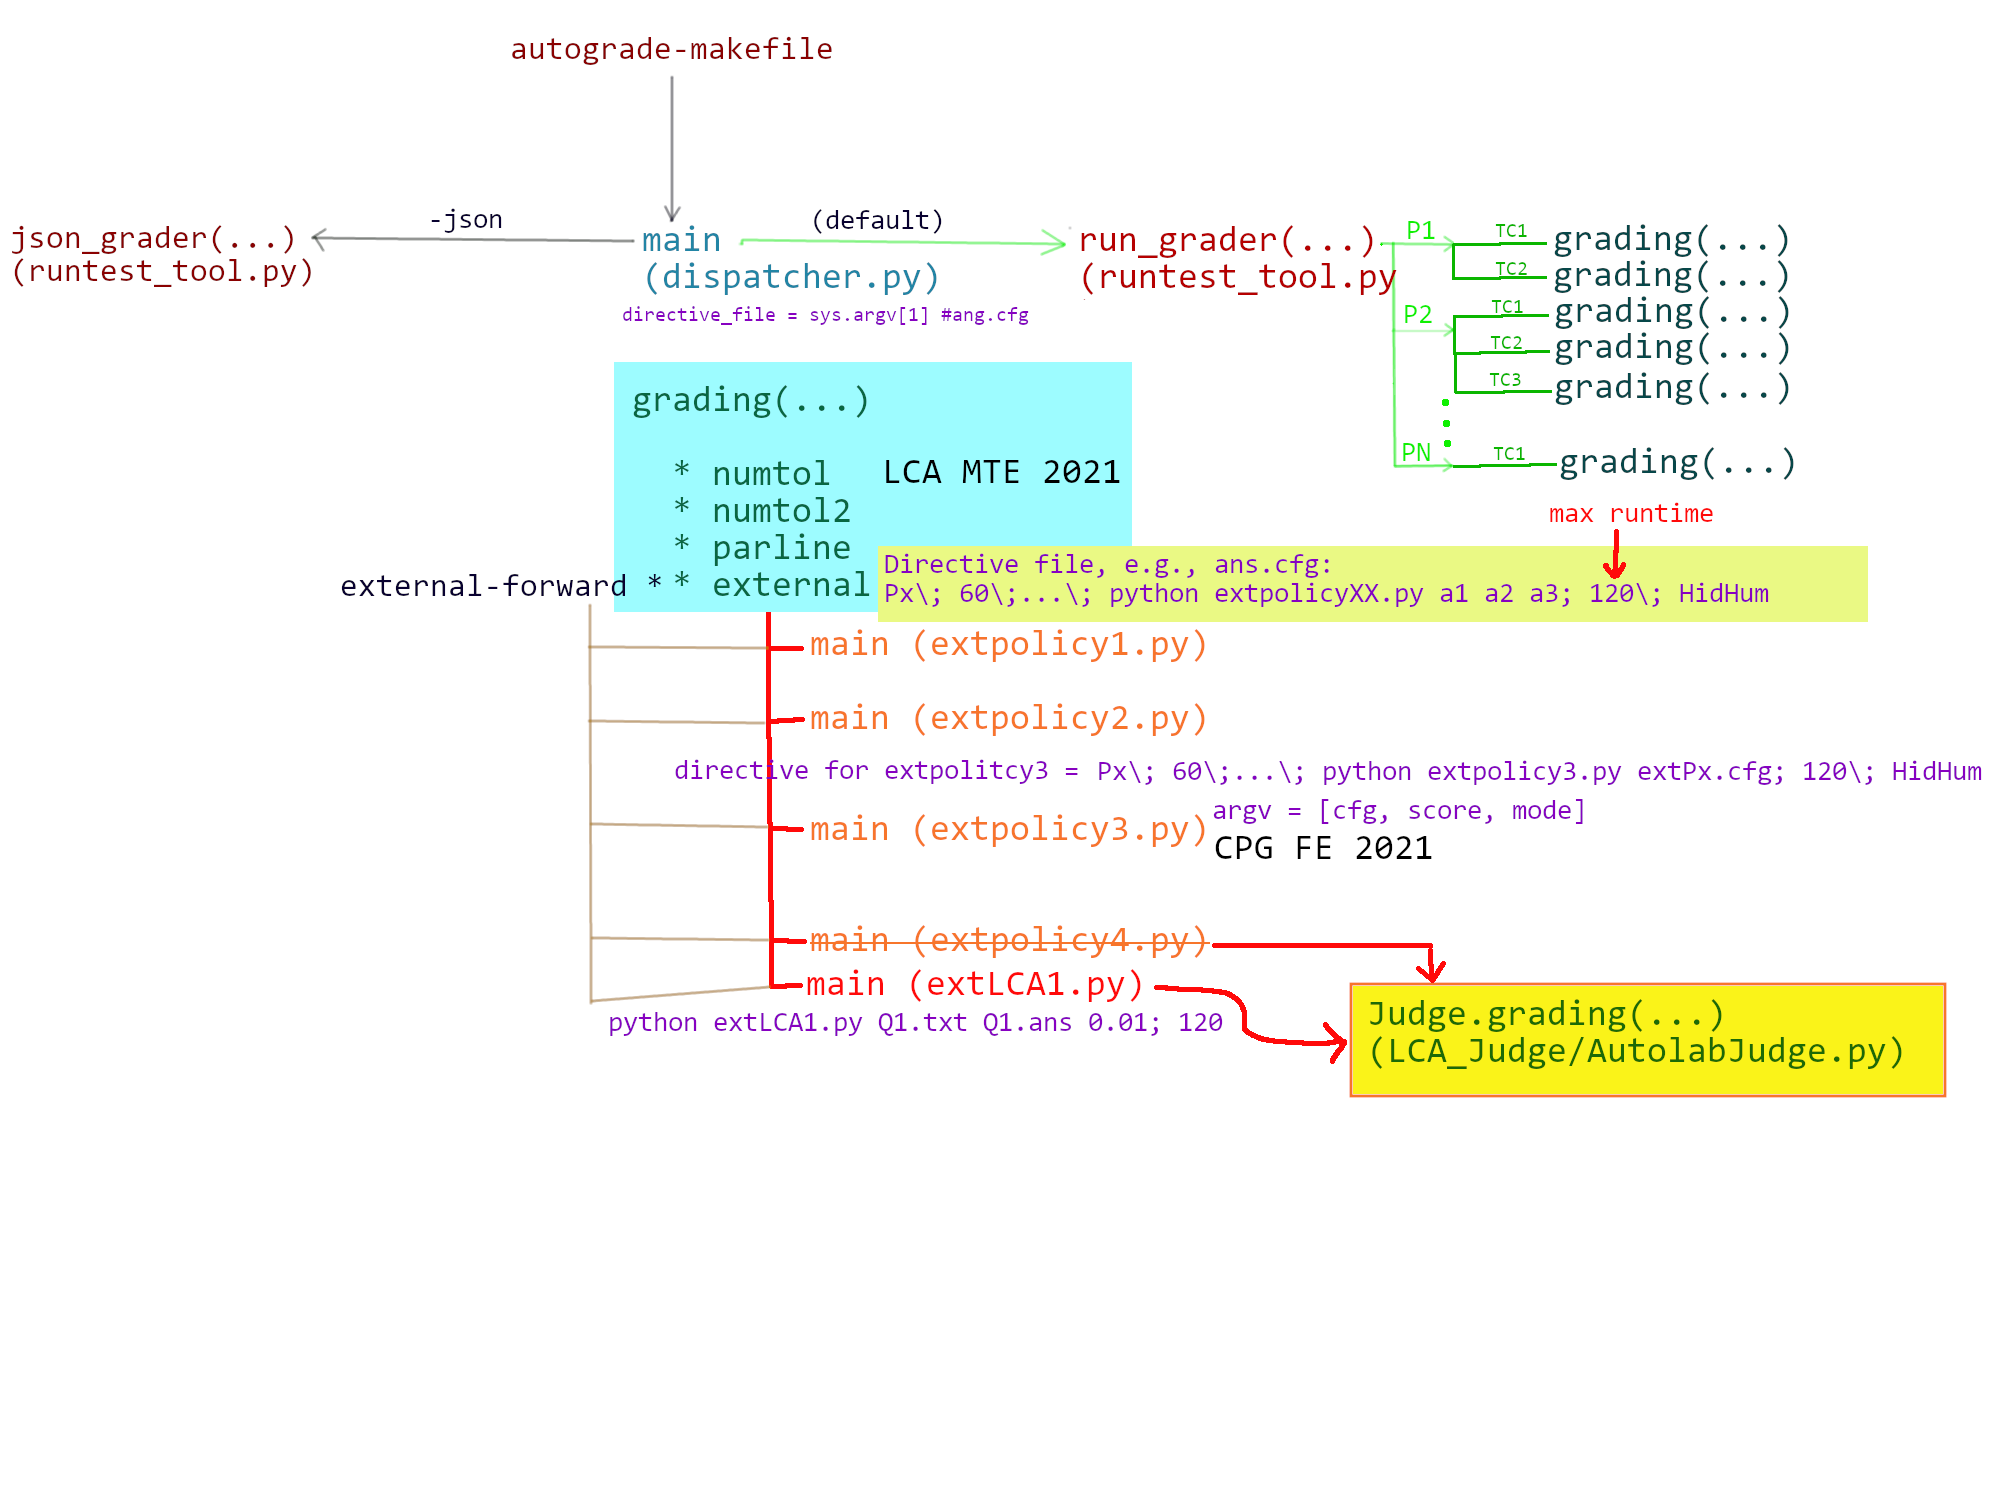 autograde-makefile
-json
(default)
json_grader(...)
(runtest_tool.py)
main
(dispatcher.py)
directive_file = sys.argv[1] #ang.cfg
run_grader(...)
(runtest_tool.py
P1
TC1
grading(...)
TC2
grading(...)
P2
TC1
grading(...)
TC2
grading(...)
TC3
grading(...)
PN
TC1
grading(...)
max runtime
grading(...)
* numtol
LCA MTE 2021
* numtol2
* parline
external-forward *
* external
Directive file, e.g., ans.cfg:
Px\; 60\;...\; python extpolicyXX.py a1 a2 a3; 120\; HidHum
main (extpolicy1.py)
main (extpolicy2.py)
directive for extpolitcy3 = Px\; 60\;...\; python extpolicy3.py extPx.cfg; 120\; HidHum
argv = [cfg, score, mode]
main (extpolicy3.py)
CPG FE 2021
main (extpolicy4.py)
main (extLCA1.py)
python extLCA1.py Q1.txt Q1.ans 0.01; 120
Judge.grading(...)
(LCA_Judge/AutolabJudge.py)